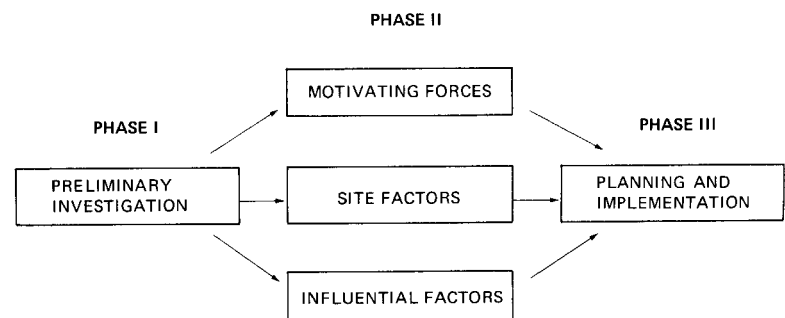 PHASE II
MOTIVATING FORCES
PHASE I
PHASE III
PRELIMINARY
INVESTIGATION
SITE FACTORS
PLANNING AND
IMPLEMENTATION
INFLUENTIAL FACTORS